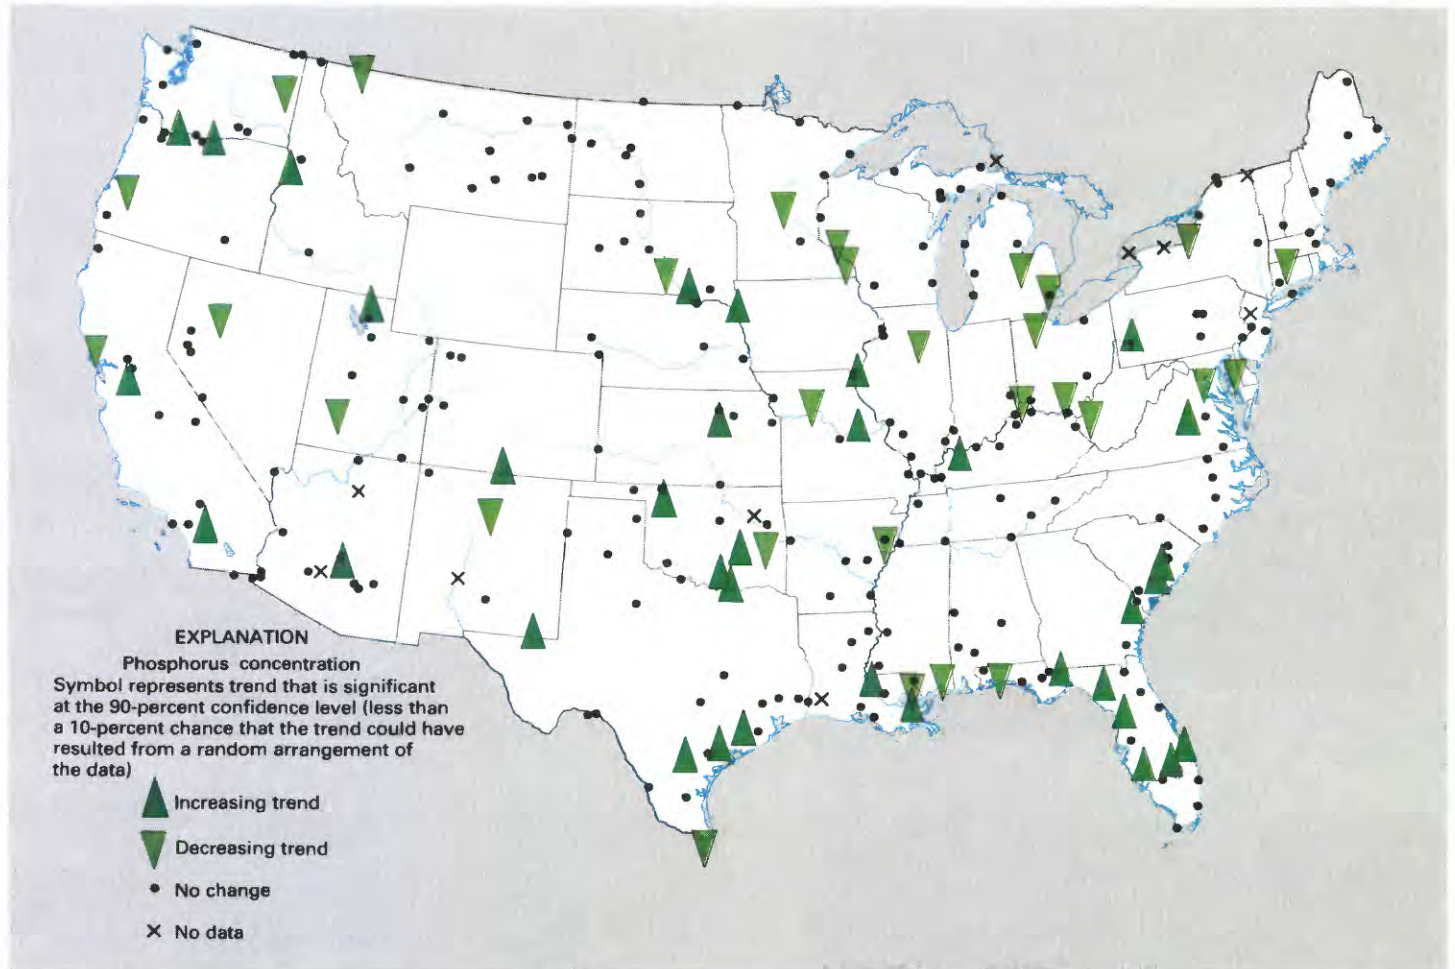 EXPLANATION
Phosphorus concentration
Symbol represents trend that is significant
at the 90-percent confidence level (less than
a 10-percent chance that the trend could have
resulted from a random arrangement of
the data)
Increasing trend
Decreasing trend
No change
No data